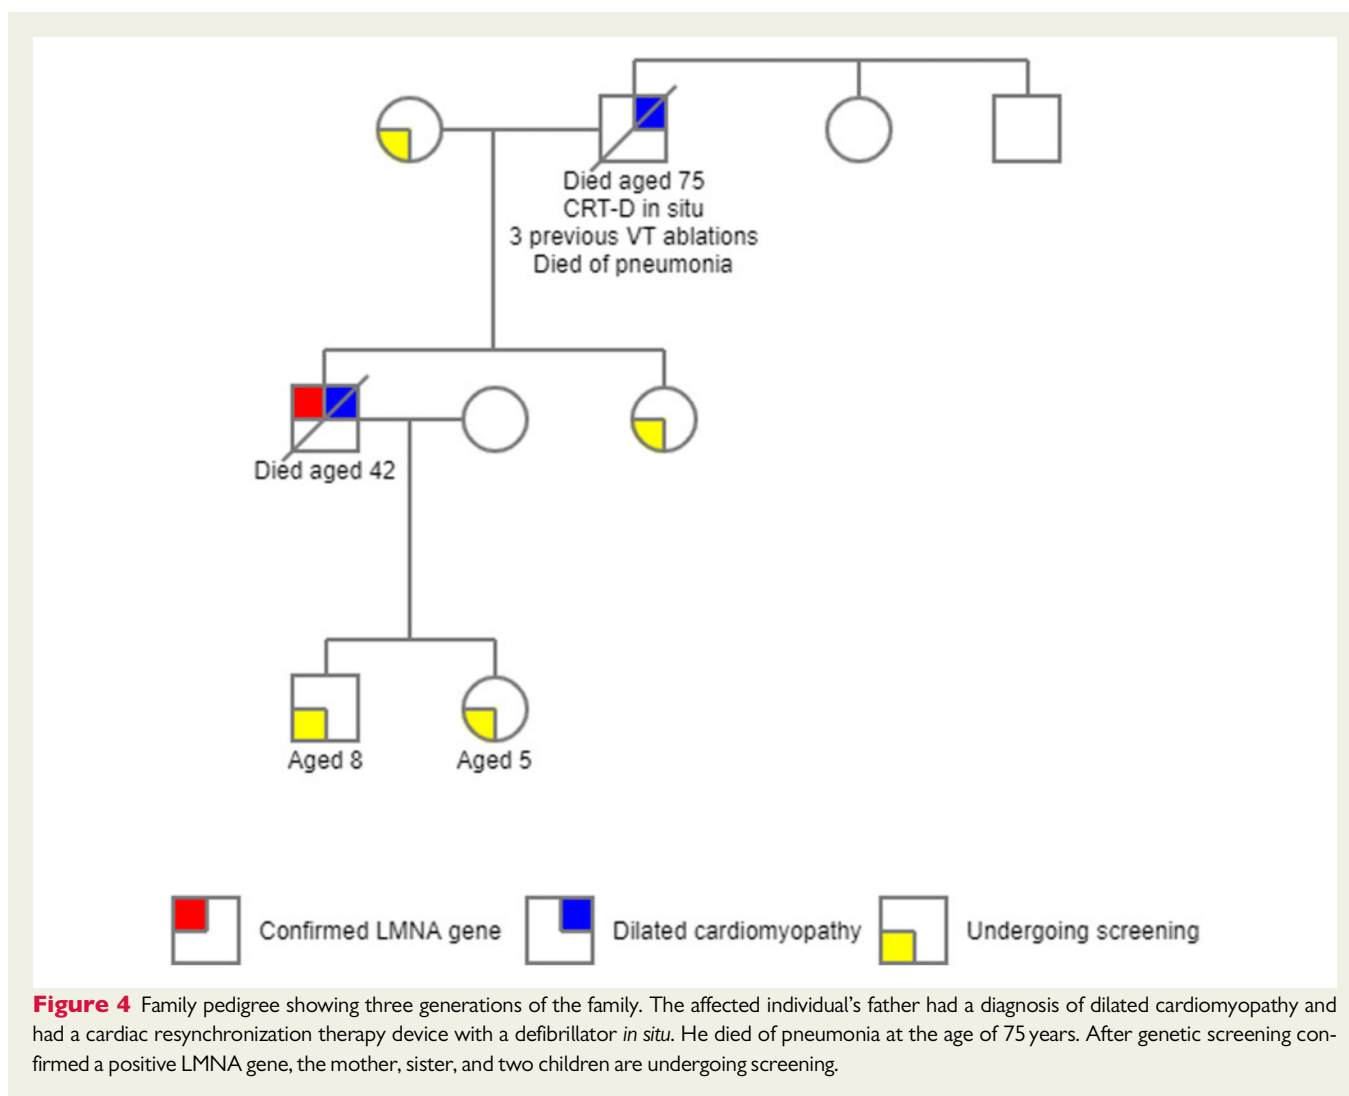 Died aged 75
CRT-D in situ
3 previous VT ablations
Died of pneumonia
Died aged 42
Aged 8
Aged 5
Confirmed LMNA gene
Dilated cardiomyopathy
Undergoing screening
Figure 4 Family pedigree showing three generations of the family. The affected individual's father had a diagnosis of dilated cardiomyopathy and
had a cardiac resynchronization therapy device with a defibrillator in situ. He died of pneumonia at the age of 75 years. After genetic screening con-
firmed a positive LMNA gene, the mother, sister, and two children are undergoing screening.